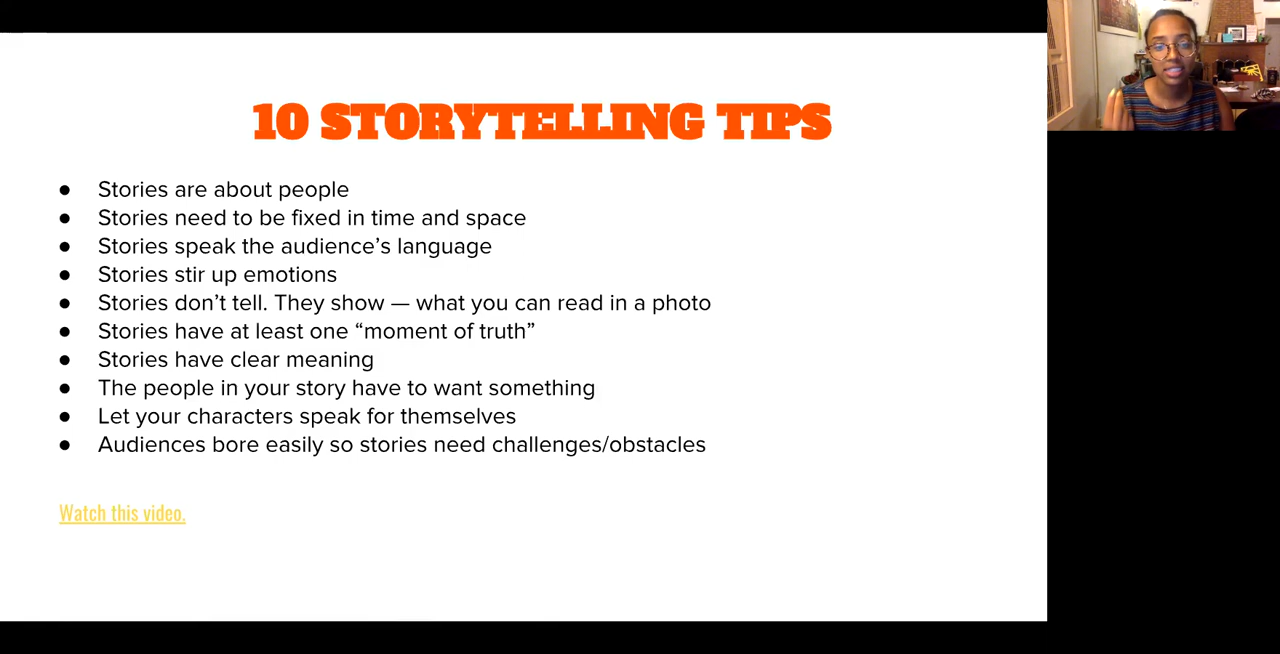 10 STORYTELLING TIPS
● Stories are about people
● Stories need to be fixed in time and space
● Stories speak the audience’s language
● Stories stir up emotions
● Stories don’t tell. They show — what you can read in a photo
● Stories have at least one “moment of truth”
● Stories have clear meaning
● The people in your story have to want something
● Let your characters speak for themselves
● Audiences bore easily so stories need challenges/obstacles
Watch this video.